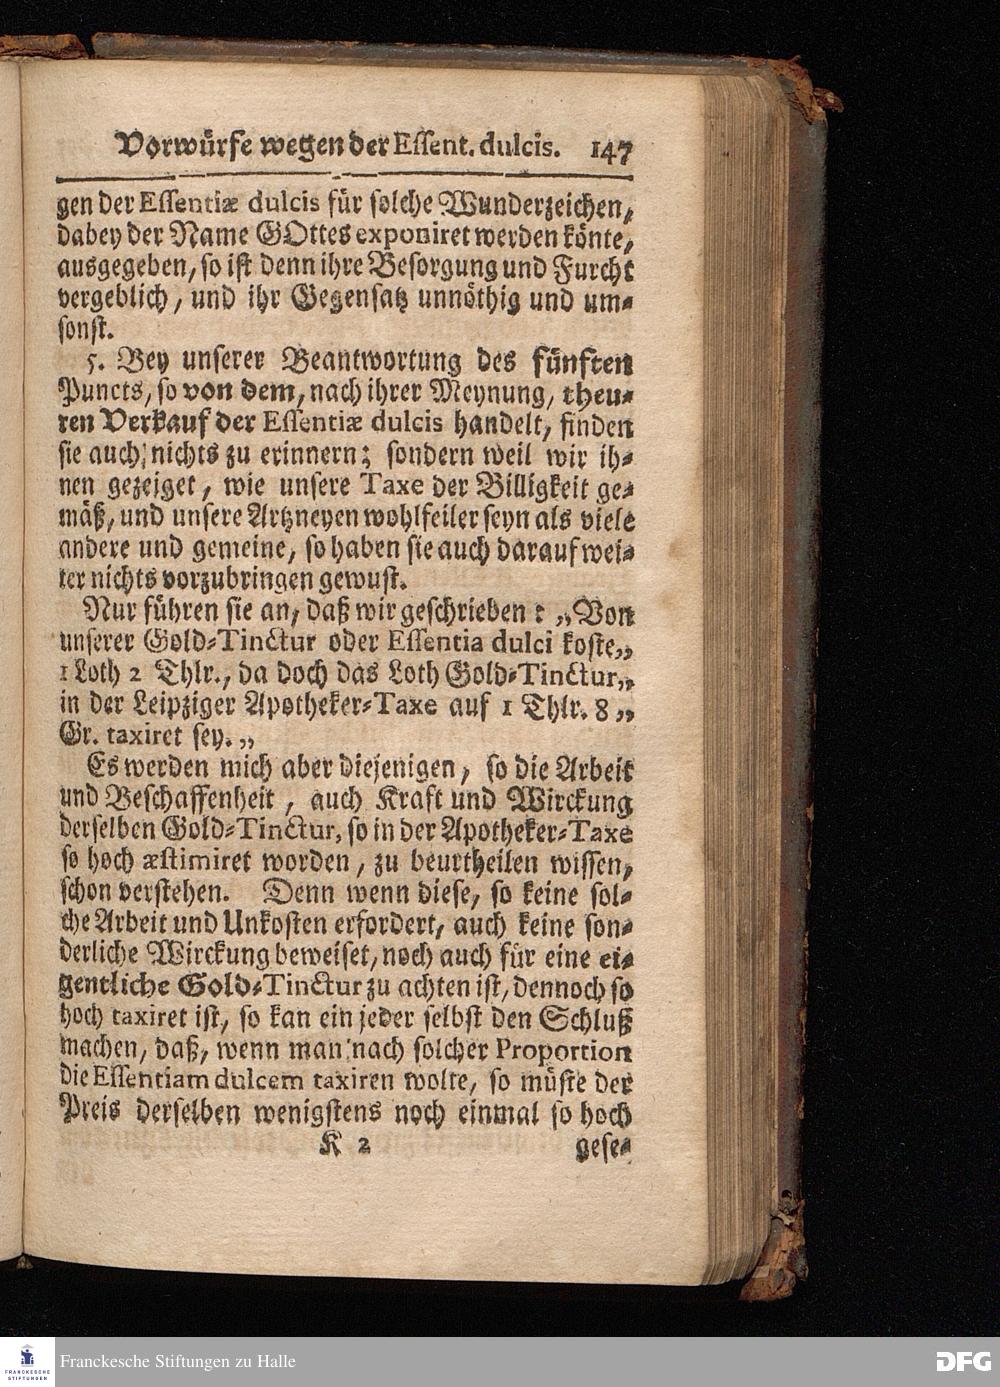 Vorwürfe wegen der Essent. dulcis. 147
gen der Essentiæ dulcis für solche Wunderzeichen,
dabey der Name GOttes exponiret werden könte,
ausgegeben, so ist denn ihre Besorgung und Furcht
vergeblich, und ihr Gegensatz unnöthig und um-
sonst.
5. Bey unserer Beantwortung des fünften
Puncts, so von dem, nach ihrer Meynung, theu-
ren Verkauf der Essentiæ dulcis handelt, finden
sie auch nichts zu erinnern; sondern weil wir ih-
nen gezeiget, wie unsere Taxe der Billigkeit ge-
mäß, und unsere Artzneyen wohlfeiler seyn als viele
andere und gemeine, so haben sie auch darauf wei-
ter nichts vorzubringen gewust.
Nur führen sie an, daß wir geschrieben: „Von
unserer Gold-Tinctur oder Essentia dulci koste„
1 Loth 2 Thlr., da doch das Loth Gold-Tinctur„
in der Leipziger Apotheker-Taxe auf 1 Thlr. 8„
Gr. taxiret sey.„
Es werden mich aber diejenigen, so die Arbeit
und Beschaffenheit, auch Kraft und Wirckung
derselben Gold-Tinctur, so in der Apotheker-Taxe
so hoch æstimiret worden, zu beurtheilen wissen,
schon verstehen. Denn wenn diese, so keine sol-
che Arbeit und Unkosten erfordert, auch keine son-
derliche Wirckung beweiset, noch auch für eine ei-
gentliche Gold-Tinctur zu achten ist, dennoch so
hoch taxiret ist, so kan ein jeder selbst den Schluß
machen, daß, wenn man nach solcher Proportion
die Essentiam dulcem taxiren wolte, so müste der
Preis derselben wenigstens noch einmal so hoch
K 2 gese-
FRANCKESCHE STIFTUNGEN
Franckesche Stiftungen zu Halle
DFG